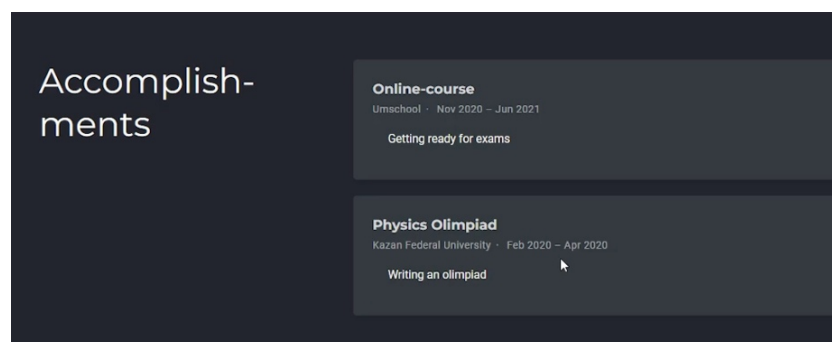 Accomplish-
ments
Online-course
Umschool · Nov 2020 – Jun 2021
Getting ready for exams
Physics Olimpiad
Kazan Federal University · Feb 2020 – Apr 2020
Writing an olimpiad